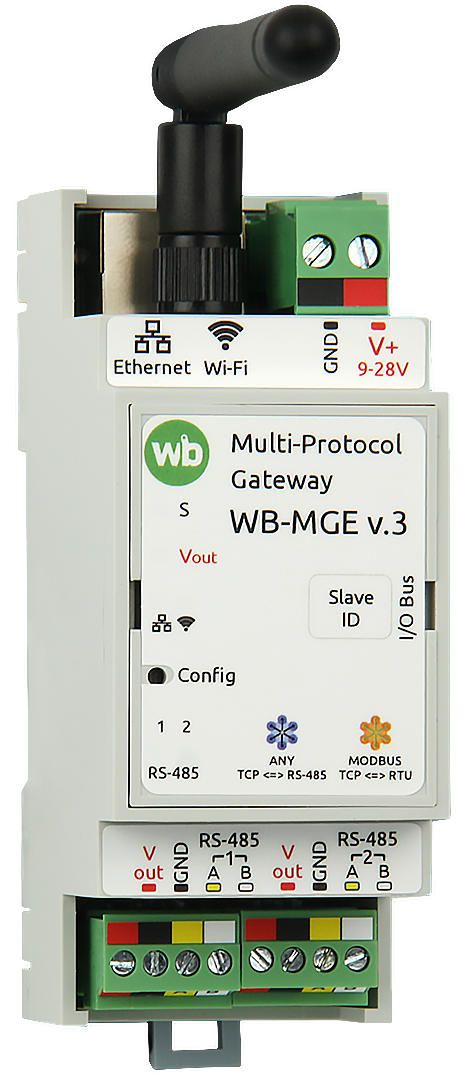 Ethernet Wi-Fi GND V+
9-28V
wb
Multi-Protocol
Gateway
WB-MGE v.3
S
Vout
Slave
ID
I/O Bus
Config
1 2
RS-485
ANY
TCP <=> RS-485
MODBUS
TCP <=> RTU
V
out
GND
RS-485
1
A B
V
out
GND
RS-485
2
A B